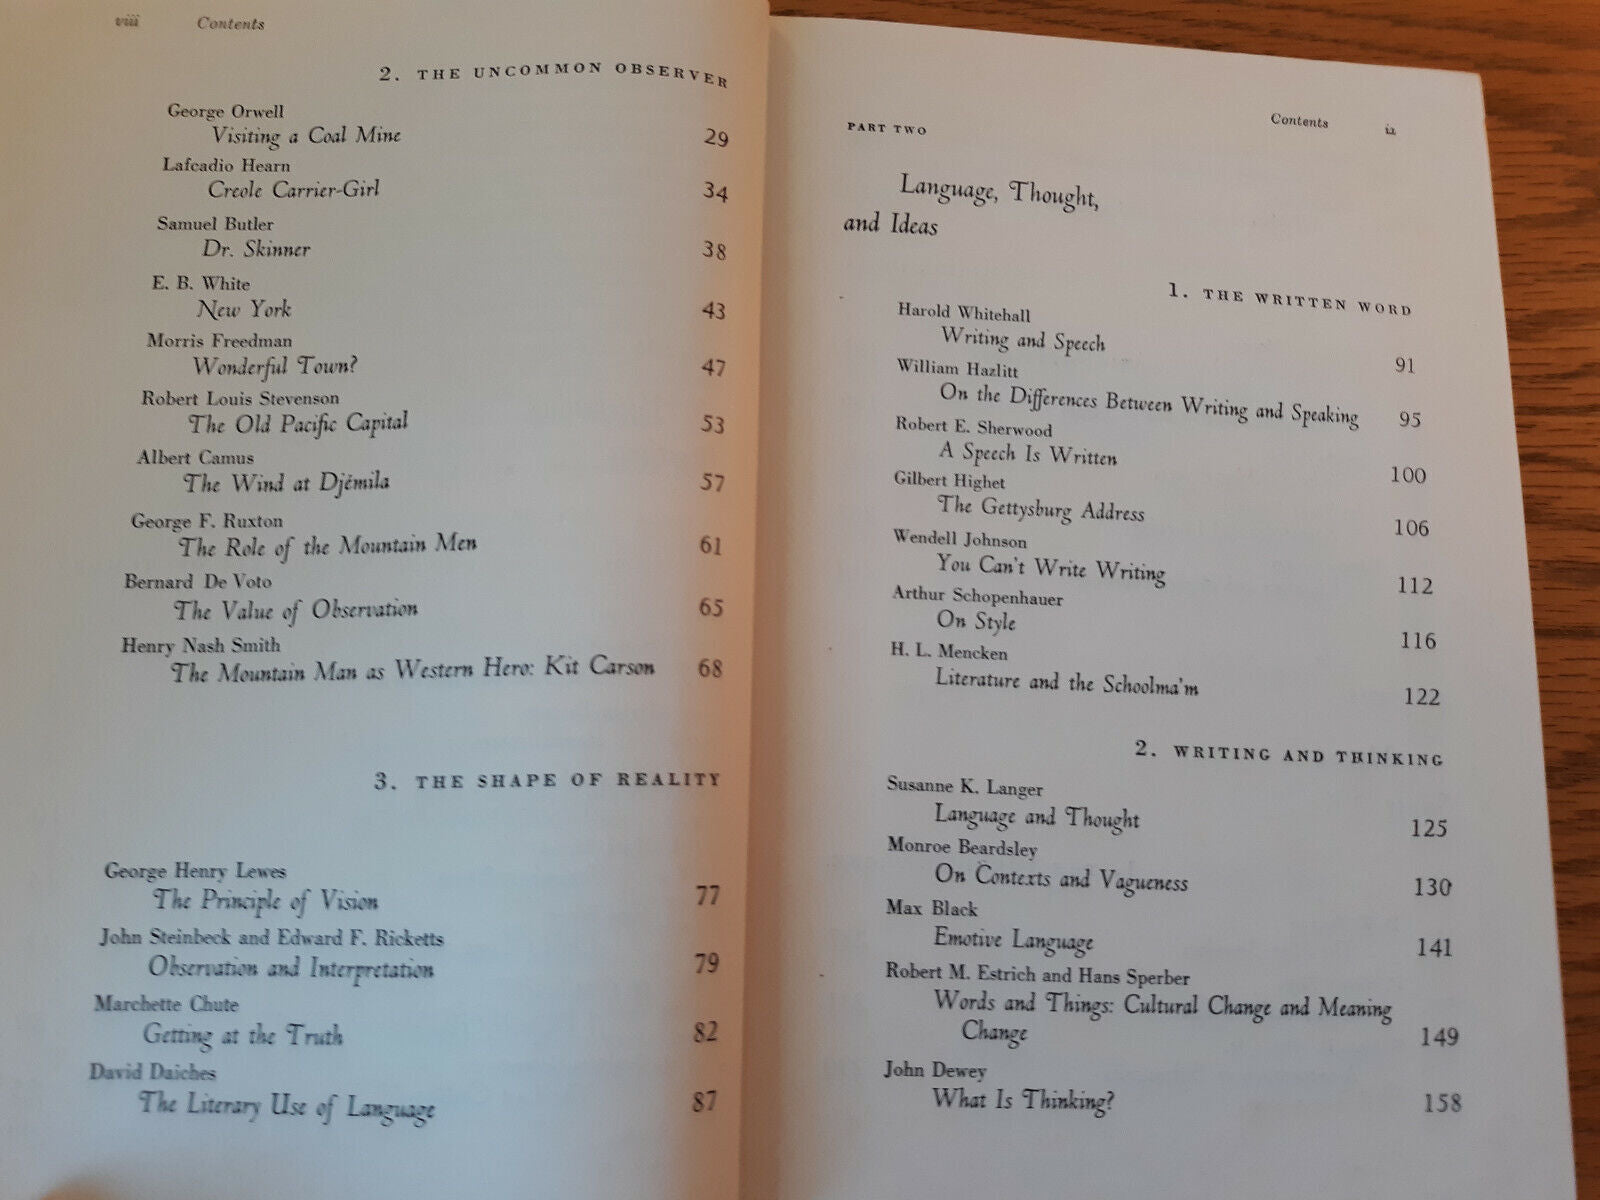 viii Contents
2. THE UNCOMMON OBSERVER
George Orwell
Visiting a Coal Mine 29
Lafcadio Hearn
Creole Carrier-Girl 34
Samuel Butler
Dr. Skinner 38
E. B. White
New York 43
Morris Freedman
Wonderful Town? 47
Robert Louis Stevenson
The Old Pacific Capital 53
Albert Camus
The Wind at Djémila 57
George F. Ruxton
The Role of the Mountain Men 61
Bernard De Voto
The Value of Observation 65
Henry Nash Smith
The Mountain Man as Western Hero: Kit Carson 68
3. THE SHAPE OF REALITY
George Henry Lewes
The Principle of Vision 77
John Steinbeck and Edward F. Ricketts
Observation and Interpretation 79
Marchette Chute
Getting at the Truth 82
David Daiches
The Literary Use of Language 87
Contents ix
PART TWO
Language, Thought,
and Ideas
1. THE WRITTEN WORD
Harold Whitehall
Writing and Speech 91
William Hazlitt
On the Differences Between Writing and Speaking 95
Robert E. Sherwood
A Speech Is Written 100
Gilbert Highet
The Gettysburg Address 106
Wendell Johnson
You Can't Write Writing 112
Arthur Schopenhauer
On Style 116
H. L. Mencken
Literature and the Schoolma'm 122
2. WRITING AND THINKING
Susanne K. Langer
Language and Thought 125
Monroe Beardsley
On Contexts and Vagueness 130
Max Black
Emotive Language 141
Robert M. Estrich and Hans Sperber
Words and Things: Cultural Change and Meaning
Change 149
John Dewey
What Is Thinking? 158